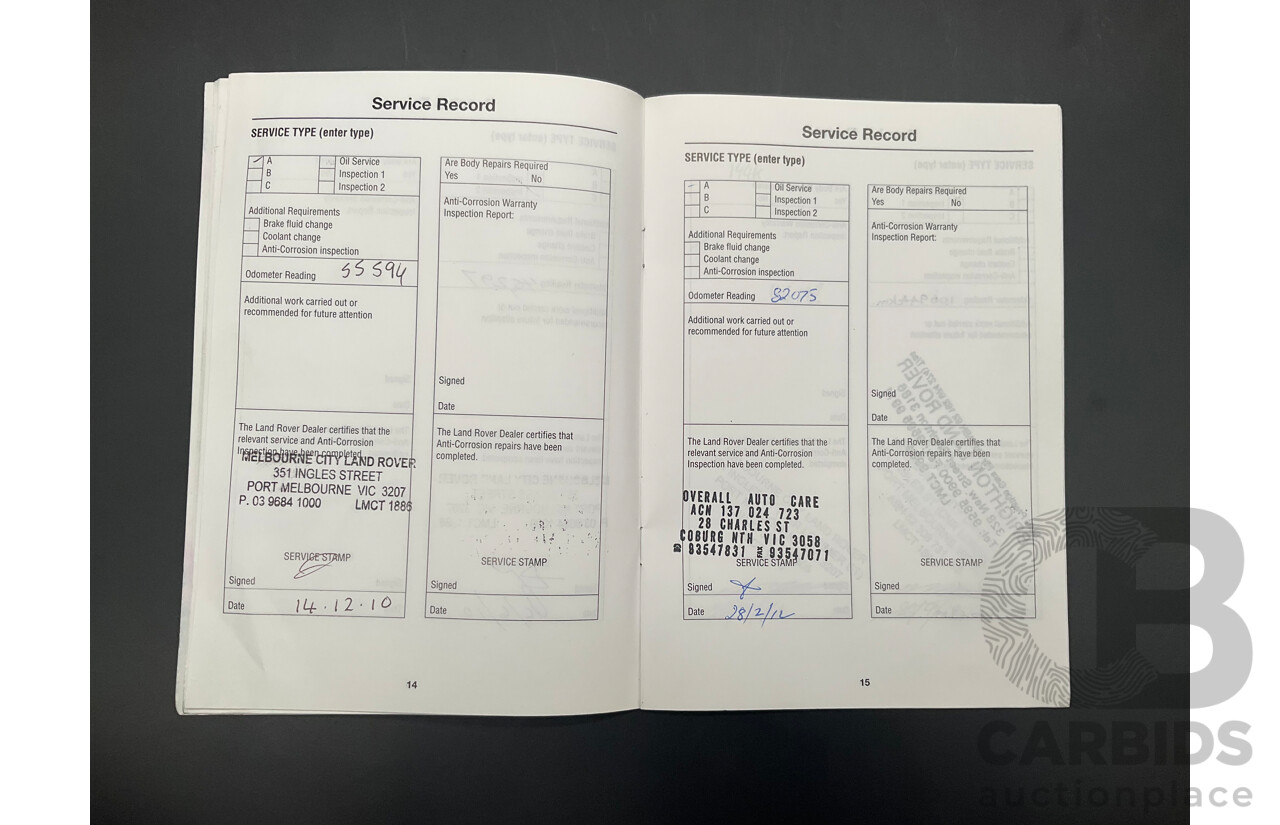 Service Record
SERVICE TYPE (enter type)
A
B
C
Oil Service
Inspection 1
Inspection 2
Additional Requirements
Brake fluid change
Coolant change
Anti-Corrosion inspection
Odometer Reading 55594
Additional work carried out or
recommended for future attention
The Land Rover Dealer certifies that the
relevant service and Anti-Corrosion
Inspection have been completed.
MELBOURNE CITY LAND ROVER
351 INGLES STREET
PORT MELBOURNE VIC 3207
P. 03 9684 1000 LMCT 1886
SERVICE STAMP
Signed
Date 14.12.10
Are Body Repairs Required
Yes No
Anti-Corrosion Warranty
Inspection Report:
Signed
Date
The Land Rover Dealer certifies that
Anti-Corrosion repairs have been
completed.
SERVICE STAMP
Signed
Date
14
Service Record
SERVICE TYPE (enter type)
A
B
C
Oil Service
Inspection 1
Inspection 2
Additional Requirements
Brake fluid change
Coolant change
Anti-Corrosion inspection
Odometer Reading 82075
Additional work carried out or
recommended for future attention
The Land Rover Dealer certifies that the
relevant service and Anti-Corrosion
Inspection have been completed.
OVERALL AUTO CARE
ACN 137 024 723
28 CHARLES ST
COBURG NTH VIC 3058
93547831 FAX 93547071
SERVICE STAMP
Signed
Date 28/2/12
Are Body Repairs Required
Yes No
Anti-Corrosion Warranty
Inspection Report:
Signed
Date
The Land Rover Dealer certifies that
Anti-Corrosion repairs have been
completed.
SERVICE STAMP
Signed
Date
15
CB
CARBIDS
auctionplace